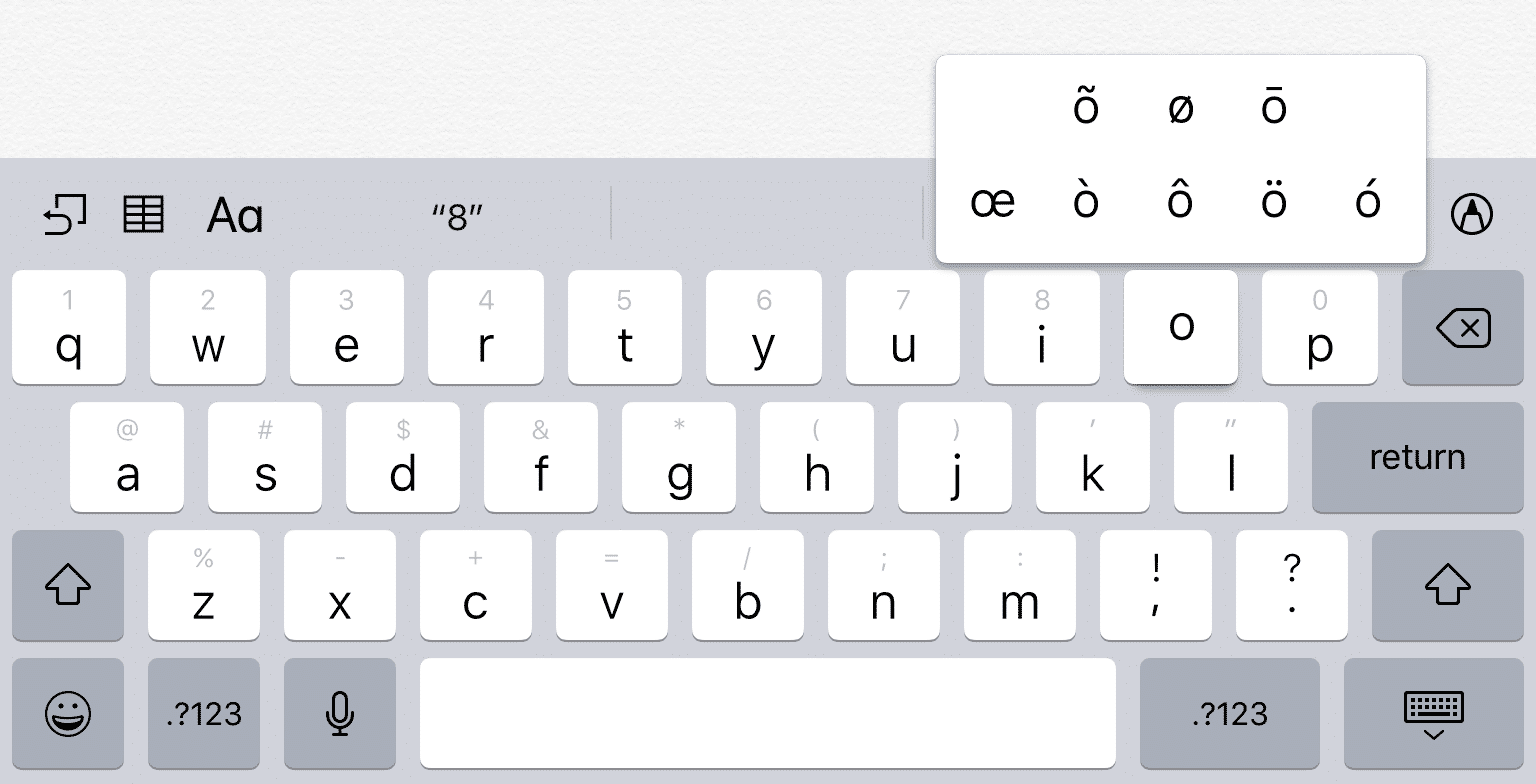 õ ø ō
œ ò ô ö ó
Aa “8”
1 2 3 4 5 6 7 8 0
q w e r t y u i o p
@ # $ & * ( ) ′ ″
a s d f g h j k l return
% - + = / ; : ! ?
z x c v b n m , .
.?123 .?123